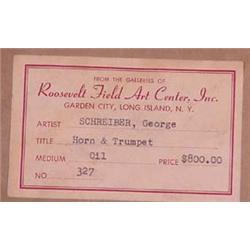 FROM THE GALLERIES OF
Roosevelt Field Art Center, Inc.
GARDEN CITY, LONG ISLAND, N. Y.
ARTIST SCHREIBER, George
TITLE Horn & Trumpet
MEDIUM Oil PRICE $800.00
NO. 327